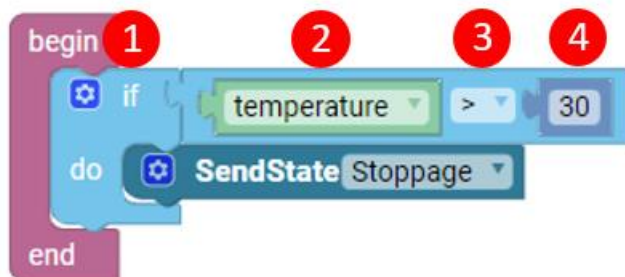 1 2 3 4
begin
if temperature > 30
do SendState Stoppage
end